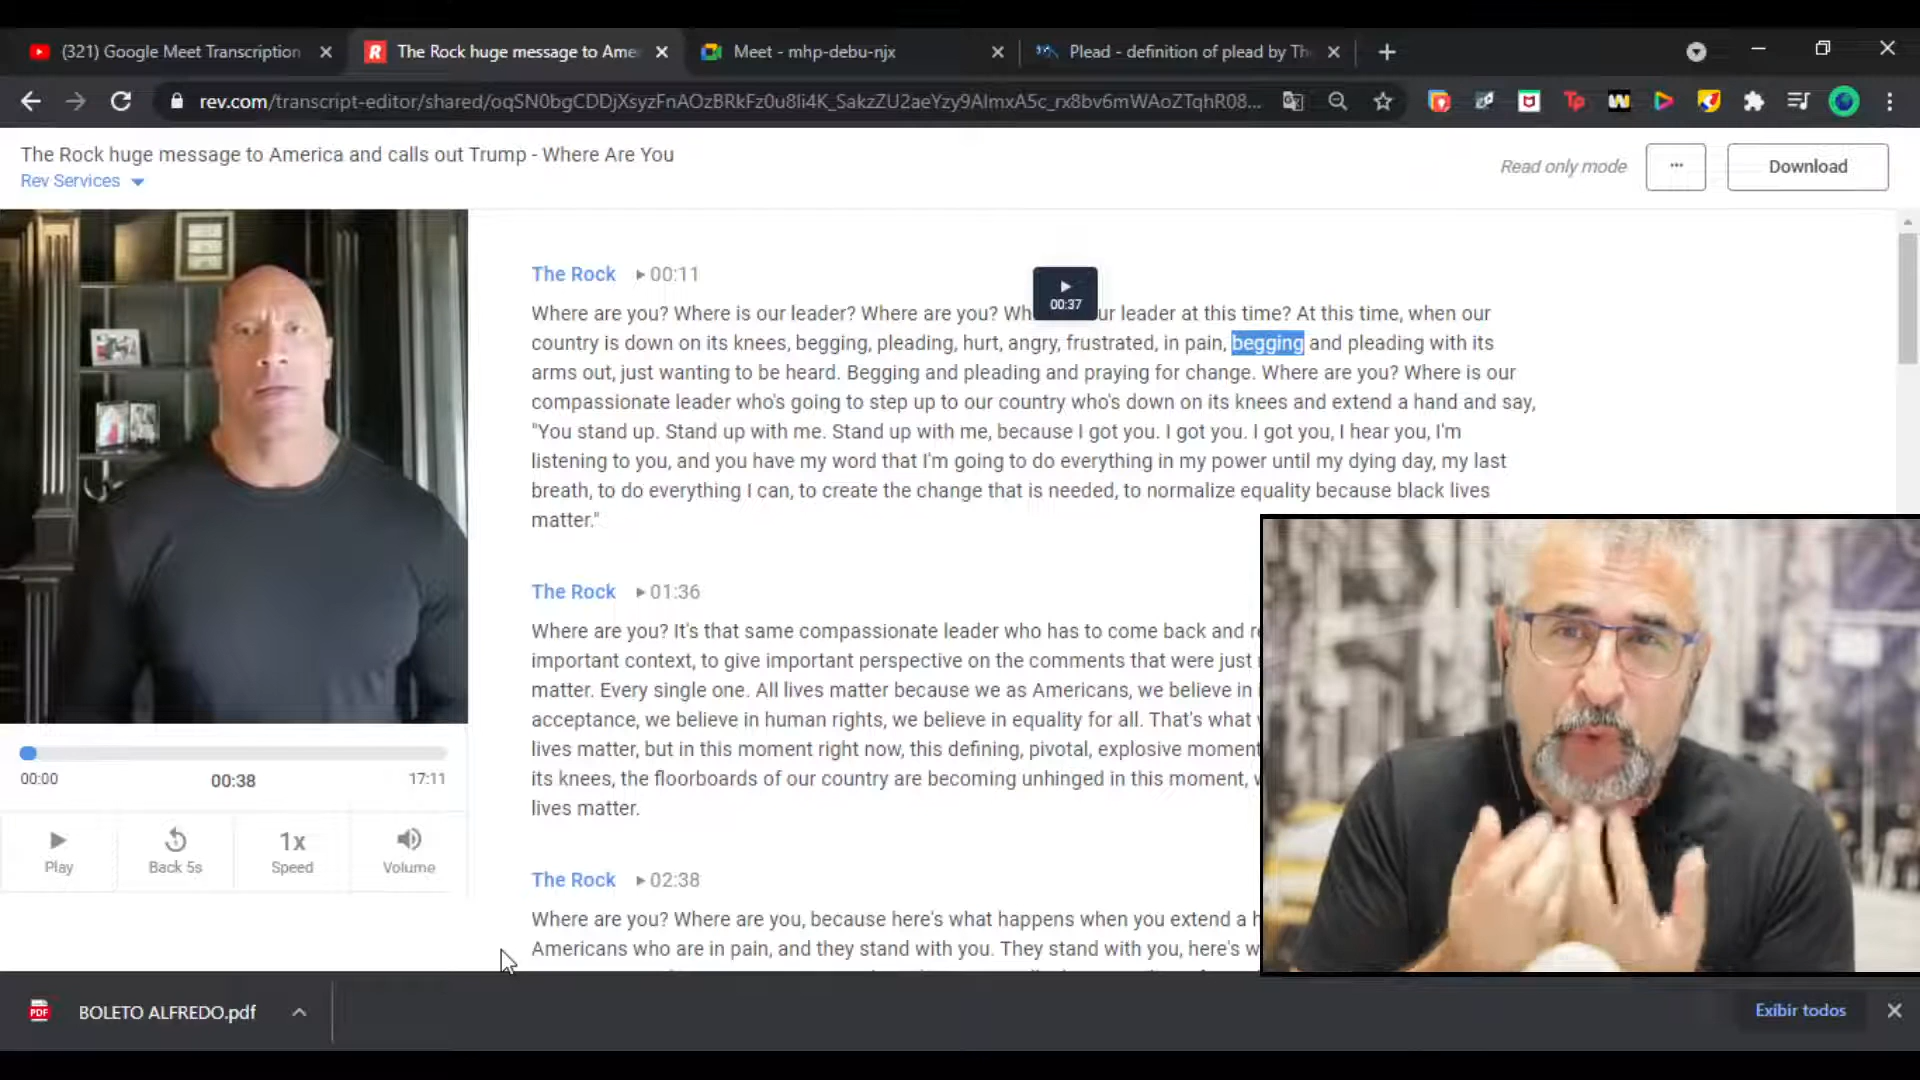 (321) Google Meet Transcription
The Rock huge message to Ame
Meet - mhp-debu-njx
Plead - definition of plead by Th
rev.com/transcript-editor/shared/oqSN0bgCDDjXsyzFnAOzBRkFz0u8li4K_SakzZU2aeYzy9AlmxA5c_rx8bv6mWAoZTqhR08...
The Rock huge message to America and calls out Trump - Where Are You
Rev Services
Read only mode
...
Download
The Rock 00:11
00:37
Where are you? Where is our leader? Where are you? Wh ur leader at this time? At this time, when our
country is down on its knees, begging, pleading, hurt, angry, frustrated, in pain, begging and pleading with its
arms out, just wanting to be heard. Begging and pleading and praying for change. Where are you? Where is our
compassionate leader who's going to step up to our country who's down on its knees and extend a hand and say,
"You stand up. Stand up with me. Stand up with me, because I got you. I got you. I got you, I hear you, I'm
listening to you, and you have my word that I'm going to do everything in my power until my dying day, my last
breath, to do everything I can, to create the change that is needed, to normalize equality because black lives
matter."
The Rock 01:36
Where are you? It's that same compassionate leader who has to come back and re
important context, to give important perspective on the comments that were just
matter. Every single one. All lives matter because we as Americans, we believe in
acceptance, we believe in human rights, we believe in equality for all. That's what
lives matter, but in this moment right now, this defining, pivotal, explosive moment
its knees, the floorboards of our country are becoming unhinged in this moment,
lives matter.
The Rock 02:38
Where are you? Where are you, because here's what happens when you extend a h
Americans who are in pain, and they stand with you. They stand with you, here's w
00:00
00:38
17:11
Play
Back 5s
1x
Speed
Volume
PDF
BOLETO ALFREDO.pdf
Exibir todos